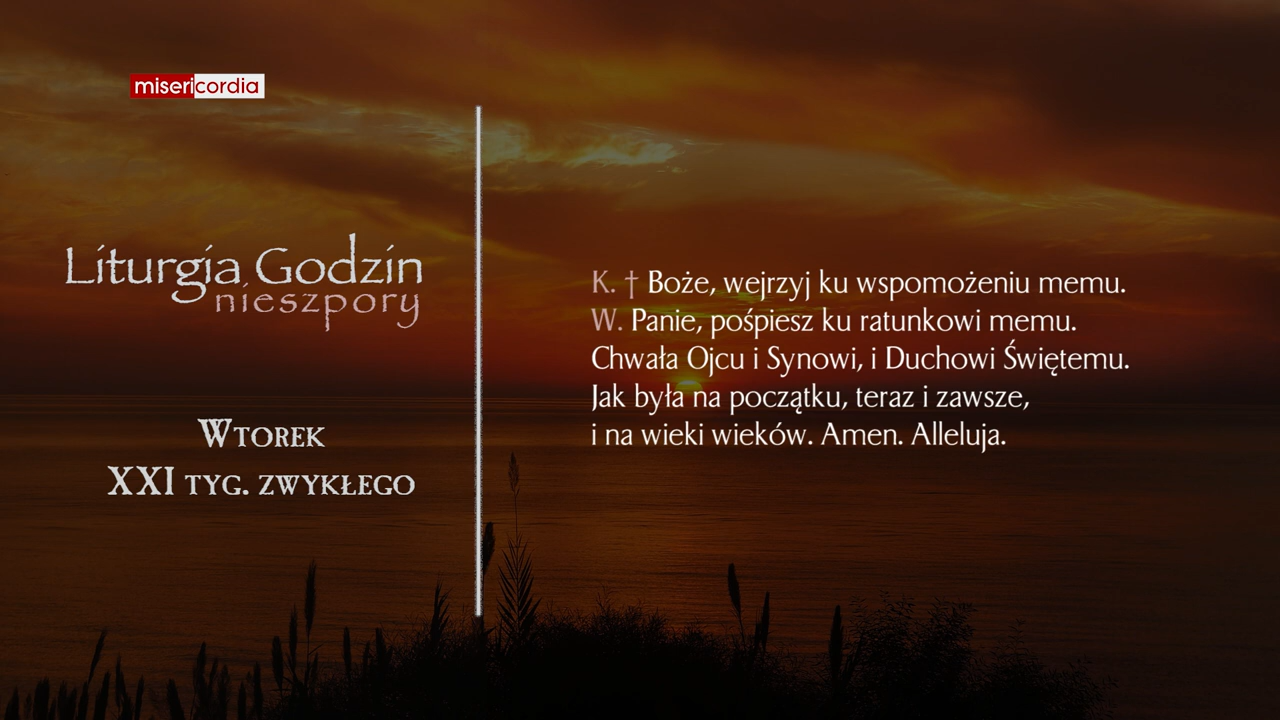 misericordia
Liturgia Godzin
nieszpory
Wtorek
XXI tyg. zwykłego
K. † Boże, wejrzyj ku wspomożeniu memu.
W. Panie, pośpiesz ku ratunkowi memu.
Chwała Ojcu i Synowi, i Duchowi Świętemu.
Jak była na początku, teraz i zawsze,
i na wieki wieków. Amen. Alleluja.